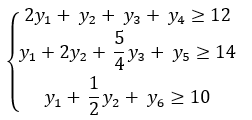 2y₁ + y₂ + y₃ + y₄ ≥ 12
y₁ + 2y₂ + 5/4 y₃ + y₅ ≥ 14
y₁ + 1/2 y₂ + y₆ ≥ 10